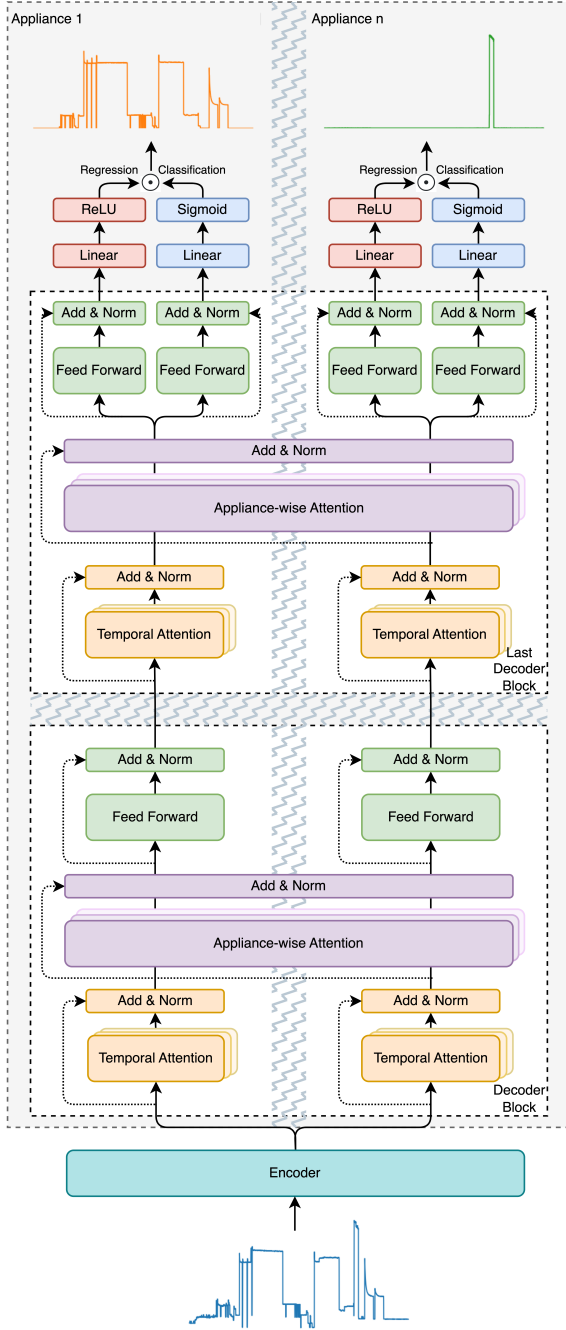 Appliance 1
Appliance n
Regression
Classification
Regression
Classification
ReLU
Sigmoid
ReLU
Sigmoid
Linear
Linear
Linear
Linear
Add & Norm
Add & Norm
Add & Norm
Add & Norm
Feed Forward
Feed Forward
Feed Forward
Feed Forward
Add & Norm
Appliance-wise Attention
Add & Norm
Add & Norm
Temporal Attention
Temporal Attention
Last
Decoder
Block
Add & Norm
Add & Norm
Feed Forward
Feed Forward
Add & Norm
Appliance-wise Attention
Add & Norm
Add & Norm
Temporal Attention
Temporal Attention
Decoder
Block
Encoder